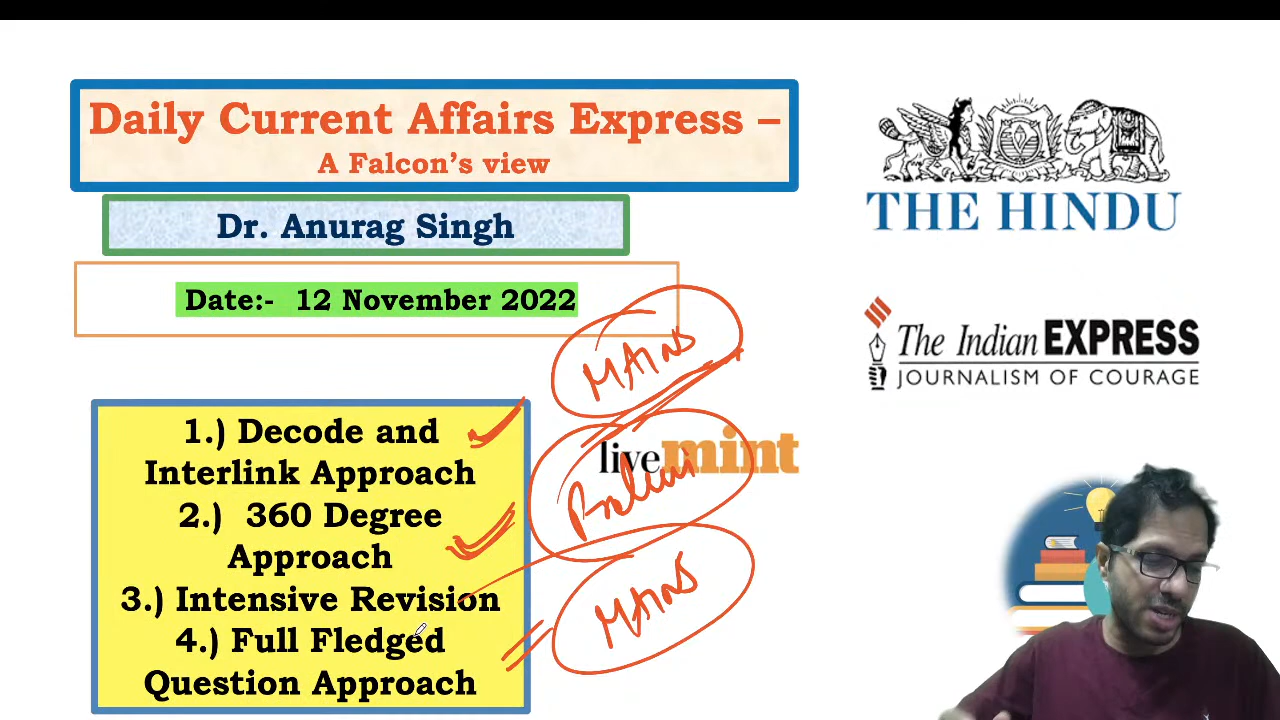 Daily Current Affairs Express –
A Falcon's view
Dr. Anurag Singh
Date:- 12 November 2022
THE HINDU
The Indian EXPRESS
JOURNALISM OF COURAGE
MAINS
1.) Decode and
Interlink Approach
2.) 360 Degree
Approach
3.) Intensive Revision
4.) Full Fledged
Question Approach
livemint
Prelims
MAINS